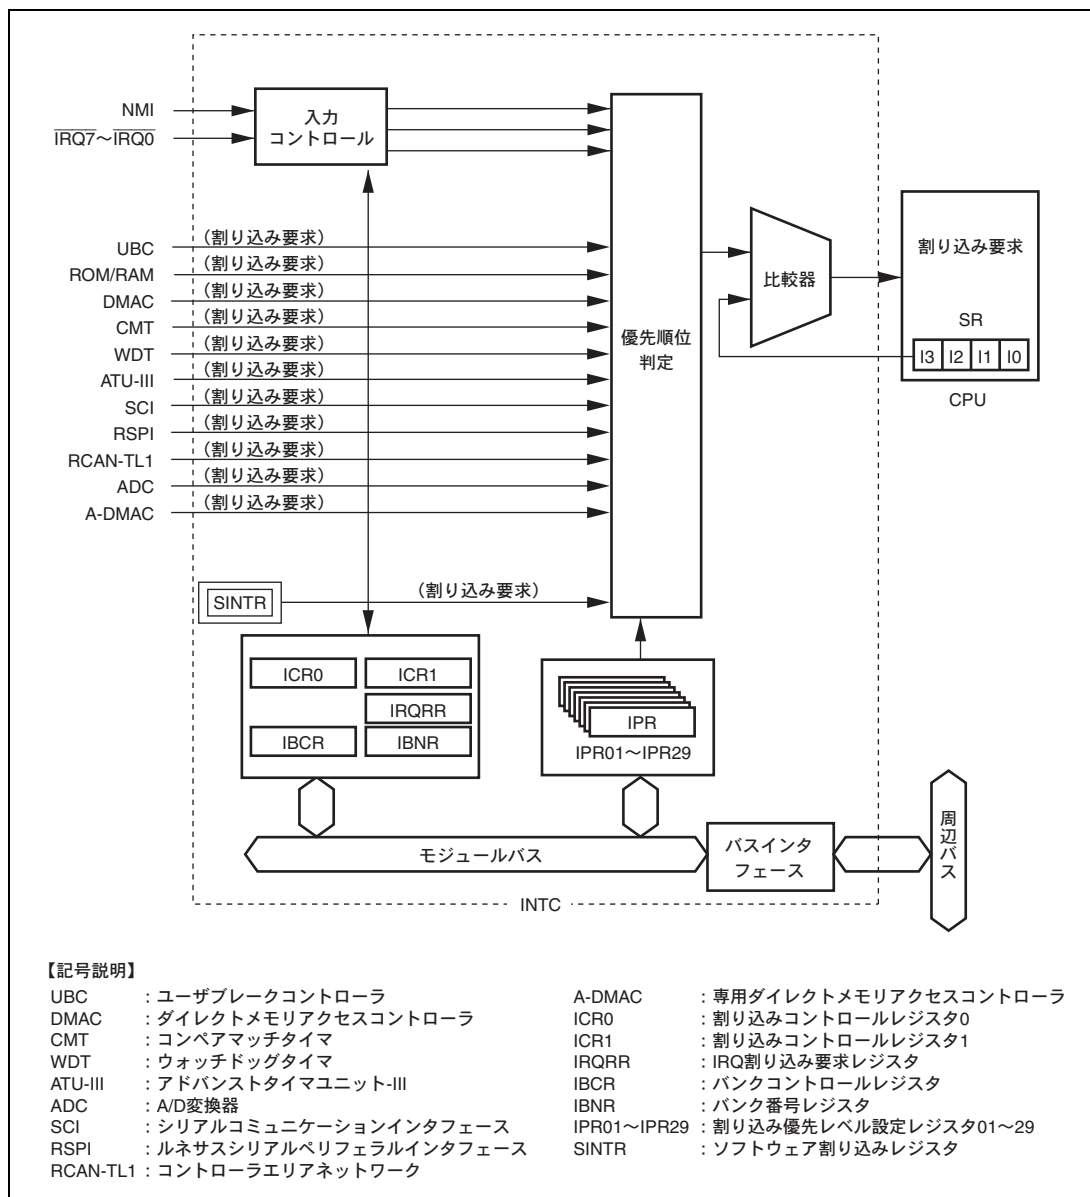 NMI
IRQ7～IRQ0
入力
コントロール
UBC
（割り込み要求）
ROM/RAM
（割り込み要求）
DMAC
（割り込み要求）
CMT
（割り込み要求）
WDT
（割り込み要求）
ATU-III
（割り込み要求）
SCI
（割り込み要求）
RSPI
（割り込み要求）
RCAN-TL1
（割り込み要求）
ADC
（割り込み要求）
A-DMAC
（割り込み要求）
SINTR
（割り込み要求）
優先順位
判定
比較器
割り込み要求
SR
I3 I2 I1 I0
CPU
ICR0
ICR1
IRQRR
IBCR
IBNR
IPR
IPR01～IPR29
モジュールバス
バスインタ
フェース
周辺バス
INTC
【記号説明】
UBC : ユーザブレークコントローラ
DMAC : ダイレクトメモリアクセスコントローラ
CMT : コンペアマッチタイマ
WDT : ウォッチドッグタイマ
ATU-III : アドバンストタイマユニット-III
ADC : A/D変換器
SCI : シリアルコミュニケーションインタフェース
RSPI : ルネサスシリアルペリフェラルインタフェース
RCAN-TL1 : コントローラエリアネットワーク
A-DMAC : 専用ダイレクトメモリアクセスコントローラ
ICR0 : 割り込みコントロールレジスタ0
ICR1 : 割り込みコントロールレジスタ1
IRQRR : IRQ割り込み要求レジスタ
IBCR : バンクコントロールレジスタ
IBNR : バンク番号レジスタ
IPR01～IPR29 : 割り込み優先レベル設定レジスタ01～29
SINTR : ソフトウェア割り込みレジスタ